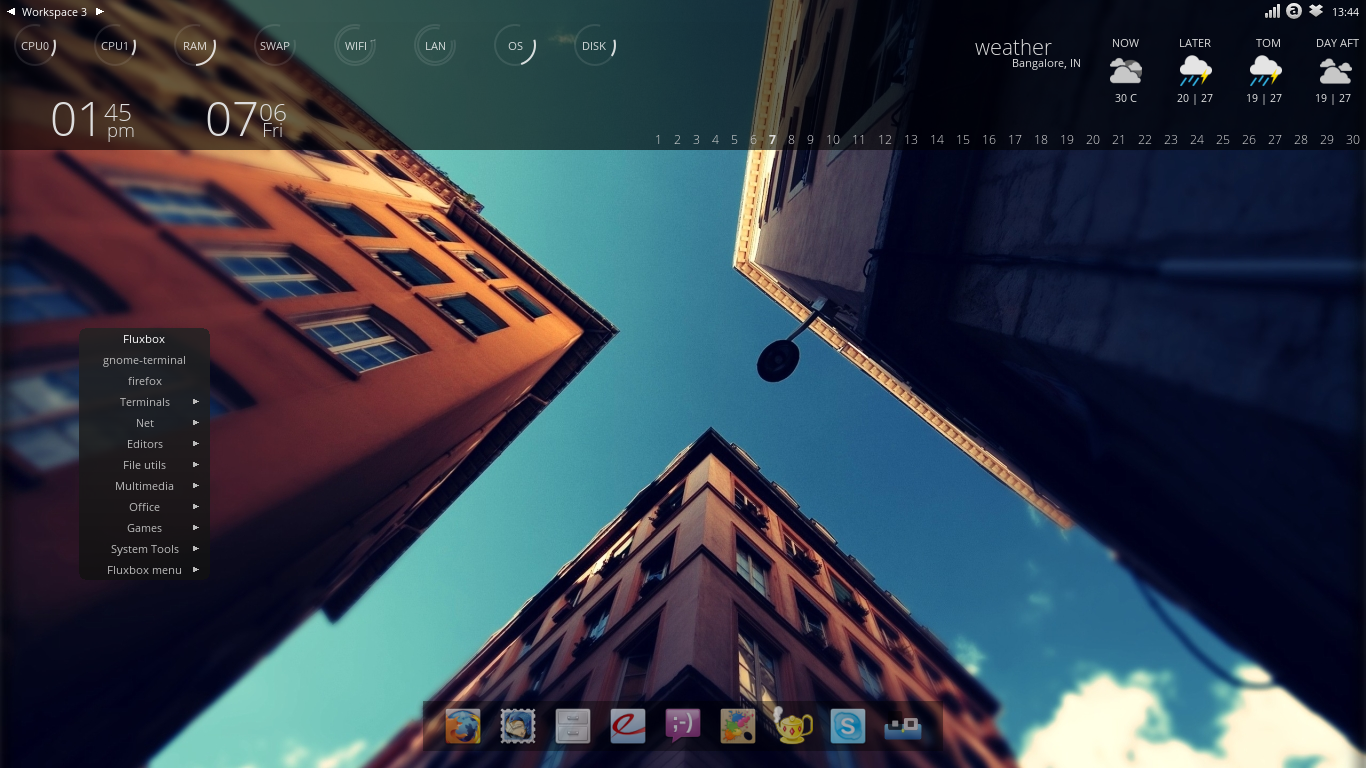 Workspace 3
13:44
CPU0 CPU1 RAM SWAP WIFI LAN OS DISK
weather
Bangalore, IN
NOW LATER TOM DAY AFT
30 C 20 | 27 19 | 27 19 | 27
01 45 pm
07 06 Fri
1 2 3 4 5 6 7 8 9 10 11 12 13 14 15 16 17 18 19 20 21 22 23 24 25 26 27 28 29 30
Fluxbox
gnome-terminal
firefox
Terminals
Net
Editors
File utils
Multimedia
Office
Games
System Tools
Fluxbox menu
;-)